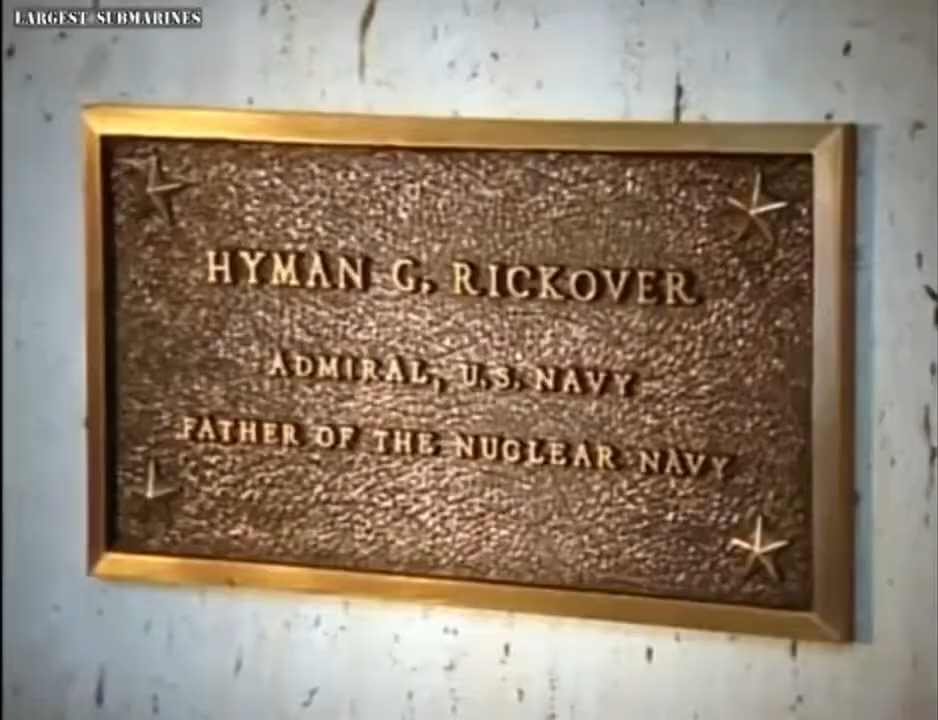 LARGEST SUBMARINES
HYMAN G. RICKOVER
ADMIRAL, U.S. NAVY
FATHER OF THE NUCLEAR NAVY